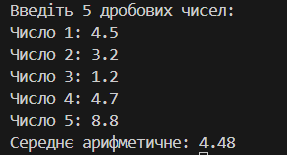 Введіть 5 дробових чисел:
Число 1: 4.5
Число 2: 3.2
Число 3: 1.2
Число 4: 4.7
Число 5: 8.8
Середнє арифметичне: 4.48